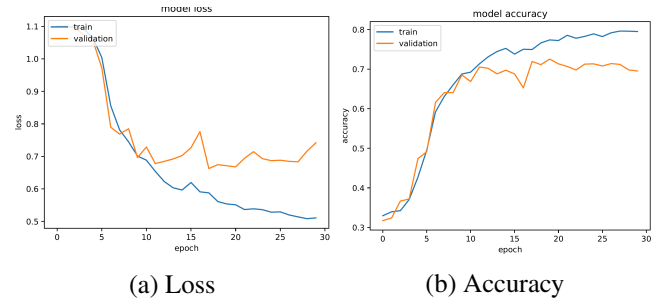 model loss
train
validation
1.1
1.0
0.9
0.8
0.7
0.6
0.5
loss
0 5 10 15 20 25 30
epoch
(a) Loss
model accuracy
train
validation
0.8
0.7
0.6
0.5
0.4
0.3
accuracy
0 5 10 15 20 25 30
epoch
(b) Accuracy